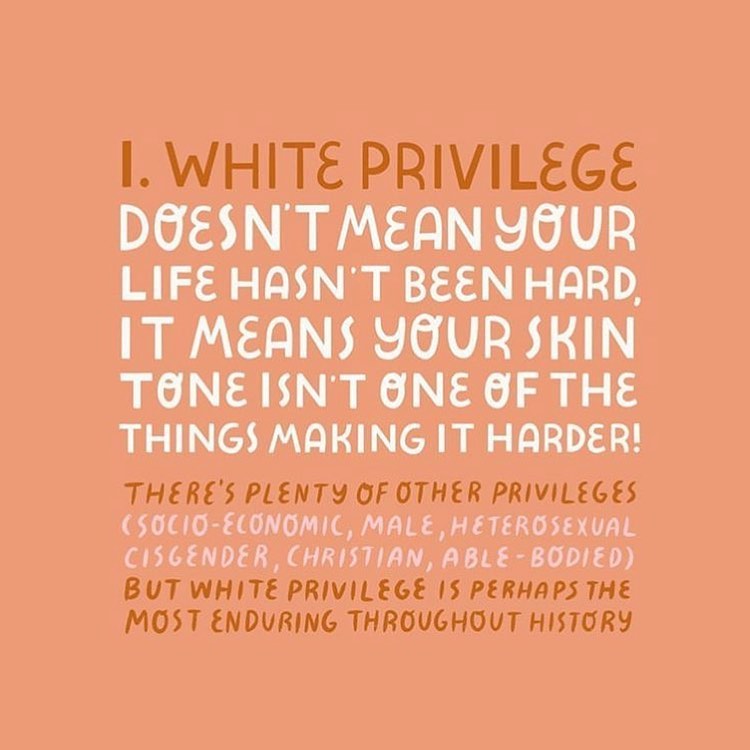 1. WHITE PRIVILEGE
DOESN'T MEAN YOUR
LIFE HASN'T BEEN HARD,
IT MEANS YOUR SKIN
TONE ISN'T ONE OF THE
THINGS MAKING IT HARDER!
THERE'S PLENTY OF OTHER PRIVILEGES
(SOCIO-ECONOMIC, MALE, HETEROSEXUAL
CISGENDER, CHRISTIAN, ABLE-BODIED)
BUT WHITE PRIVILEGE IS PERHAPS THE
MOST ENDURING THROUGHOUT HISTORY